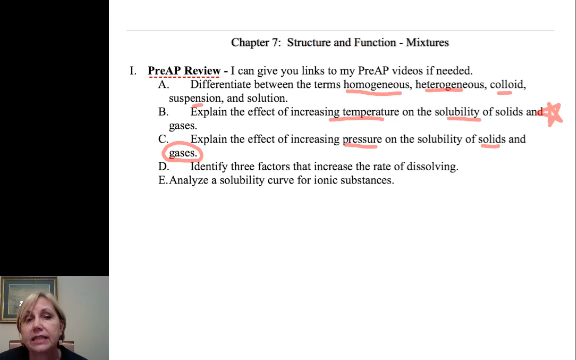 Chapter 7: Structure and Function - Mixtures
I. PreAP Review - I can give you links to my PreAP videos if needed.
A. Differentiate between the terms homogeneous, heterogeneous, colloid,
suspension, and solution.
B. Explain the effect of increasing temperature on the solubility of solids and
gases.
C. Explain the effect of increasing pressure on the solubility of solids and
gases.
D. Identify three factors that increase the rate of dissolving.
E. Analyze a solubility curve for ionic substances.